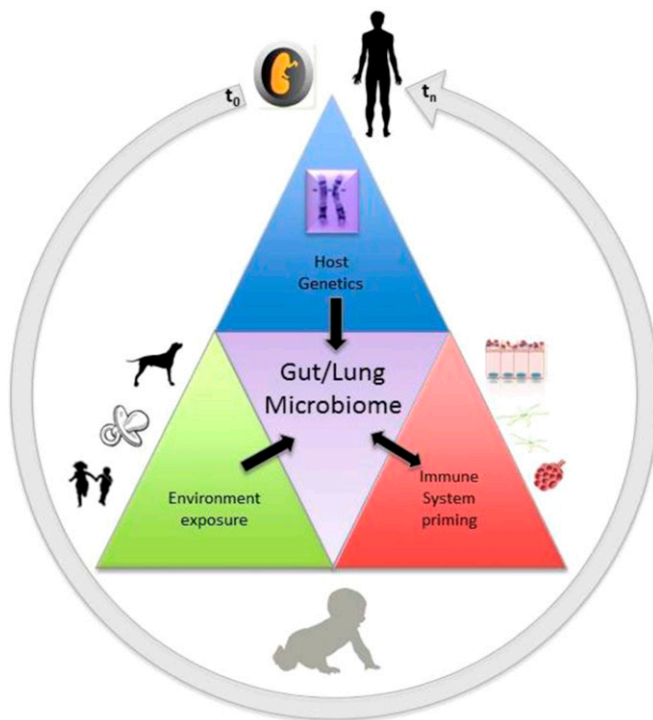 t0
tn
Host
Genetics
Gut/Lung
Microbiome
Environment
exposure
Immune
System
priming